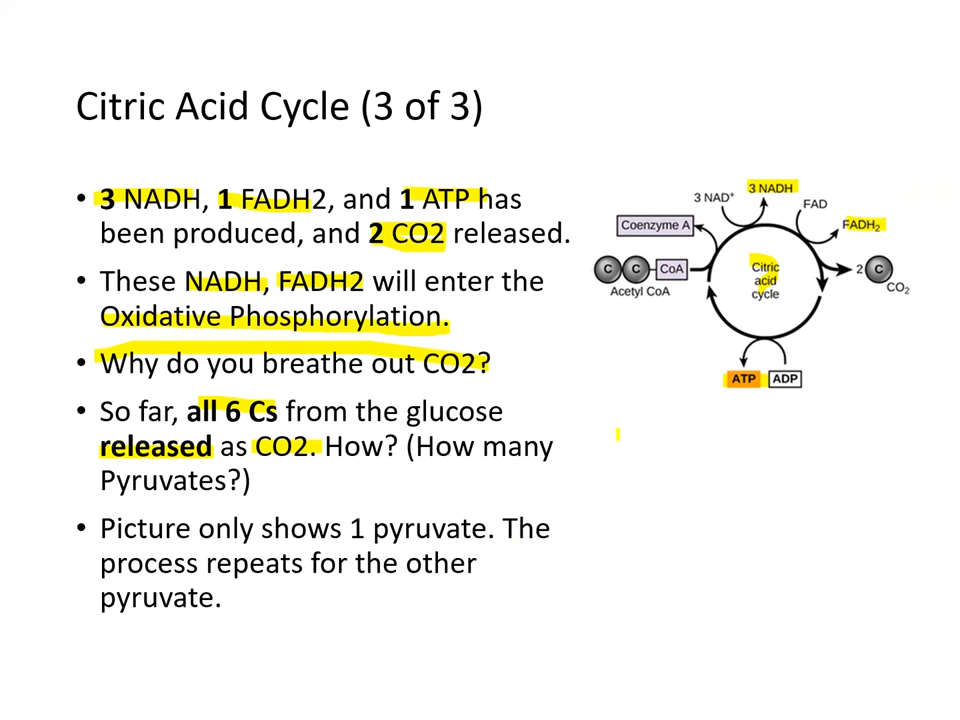 Citric Acid Cycle (3 of 3)
• 3 NADH, 1 FADH2, and 1 ATP has
been produced, and 2 CO2 released.
• These NADH, FADH2 will enter the
Oxidative Phosphorylation.
• Why do you breathe out CO2?
• So far, all 6 Cs from the glucose
released as CO2. How? (How many
Pyruvates?)
• Picture only shows 1 pyruvate. The
process repeats for the other
pyruvate.
3 NADH
3 NAD⁺
FAD
FADH₂
Coenzyme A
C C CoA
Acetyl CoA
Citric
acid
cycle
2 C
CO₂
ATP ADP